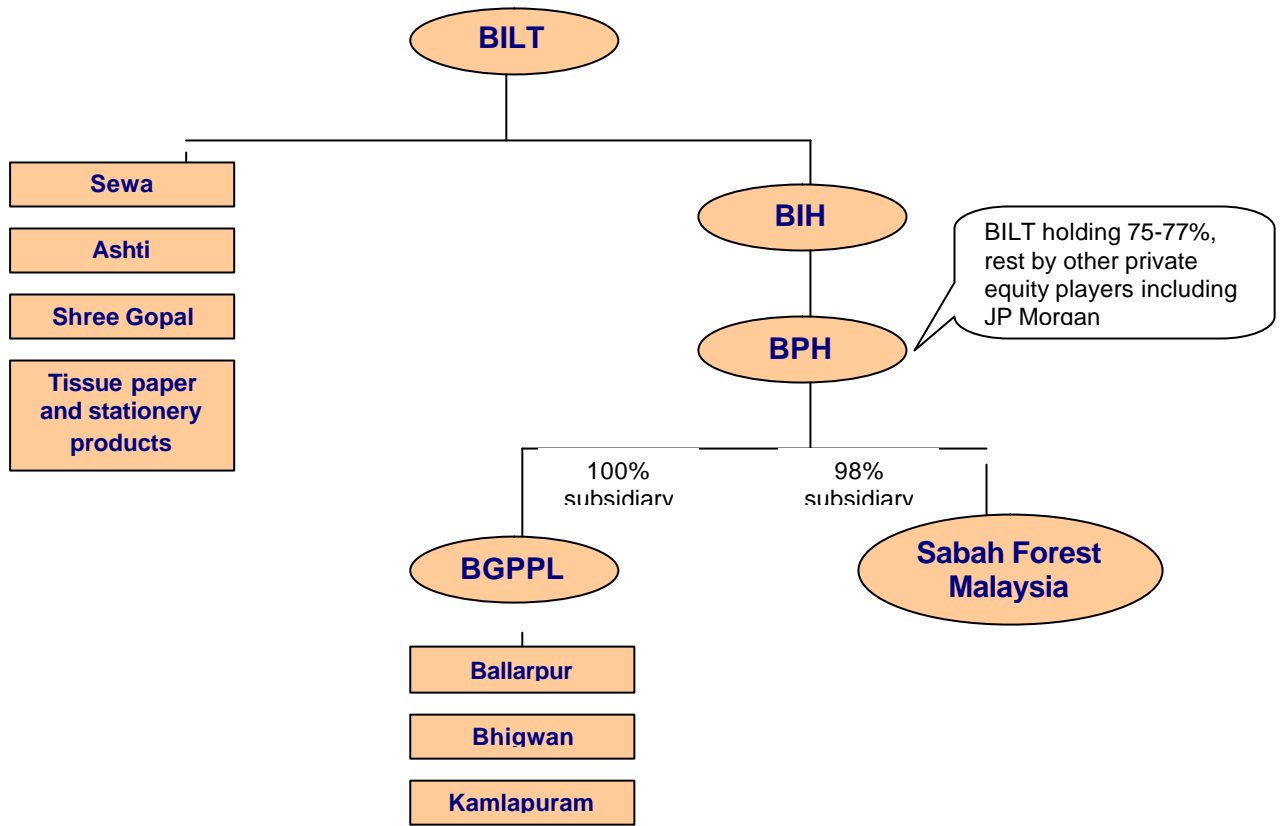 BILT
Sewa
Ashti
Shree Gopal
Tissue paper
and stationery
products
BIH
BILT holding 75-77%,
rest by other private
equity players including
JP Morgan
BPH
100%
subsidiary
98%
subsidiary
BGPPL
Sabah Forest
Malaysia
Ballarpur
Bhigwan
Kamlapuram